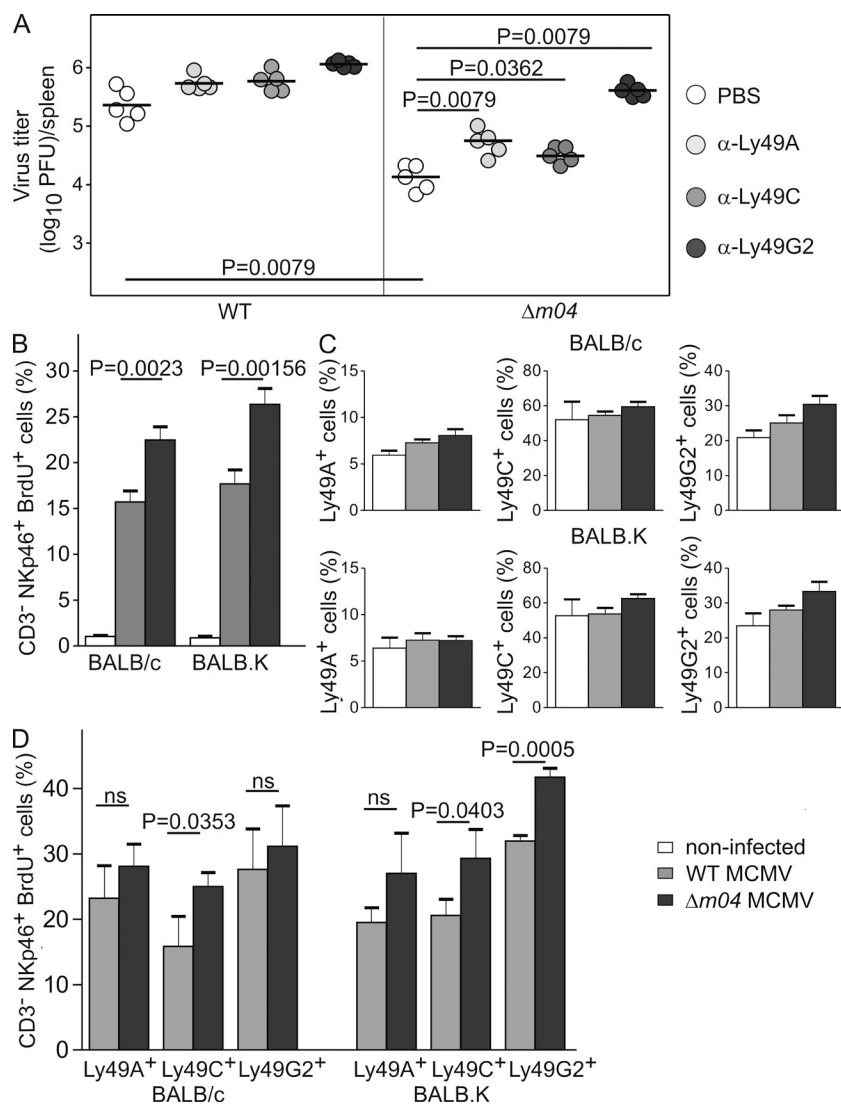 A
Virus titer
(log10 PFU)/spleen
6
5
4
3
P=0.0079
P=0.0362
P=0.0079
P=0.0079
WT
Δm04
PBS
α-Ly49A
α-Ly49C
α-Ly49G2
B
CD3- NKp46+ BrdU+ cells (%)
30
25
20
15
10
5
0
P=0.0023 P=0.00156
BALB/c BALB.K
C
BALB/c
Ly49A+ cells (%)
15
10
5
0
Ly49C+ cells (%)
80
60
40
20
0
Ly49G2+ cells (%)
40
30
20
10
0
BALB.K
Ly49A+ cells (%)
15
10
5
0
Ly49C+ cells (%)
80
60
40
20
0
Ly49G2+ cells (%)
40
30
20
10
0
D
CD3- NKp46+ BrdU+ cells (%)
40
30
20
10
0
ns
P=0.0353
ns
ns
P=0.0403
P=0.0005
Ly49A+ Ly49C+ Ly49G2+
BALB/c
Ly49A+ Ly49C+ Ly49G2+
BALB.K
non-infected
WT MCMV
Δm04 MCMV